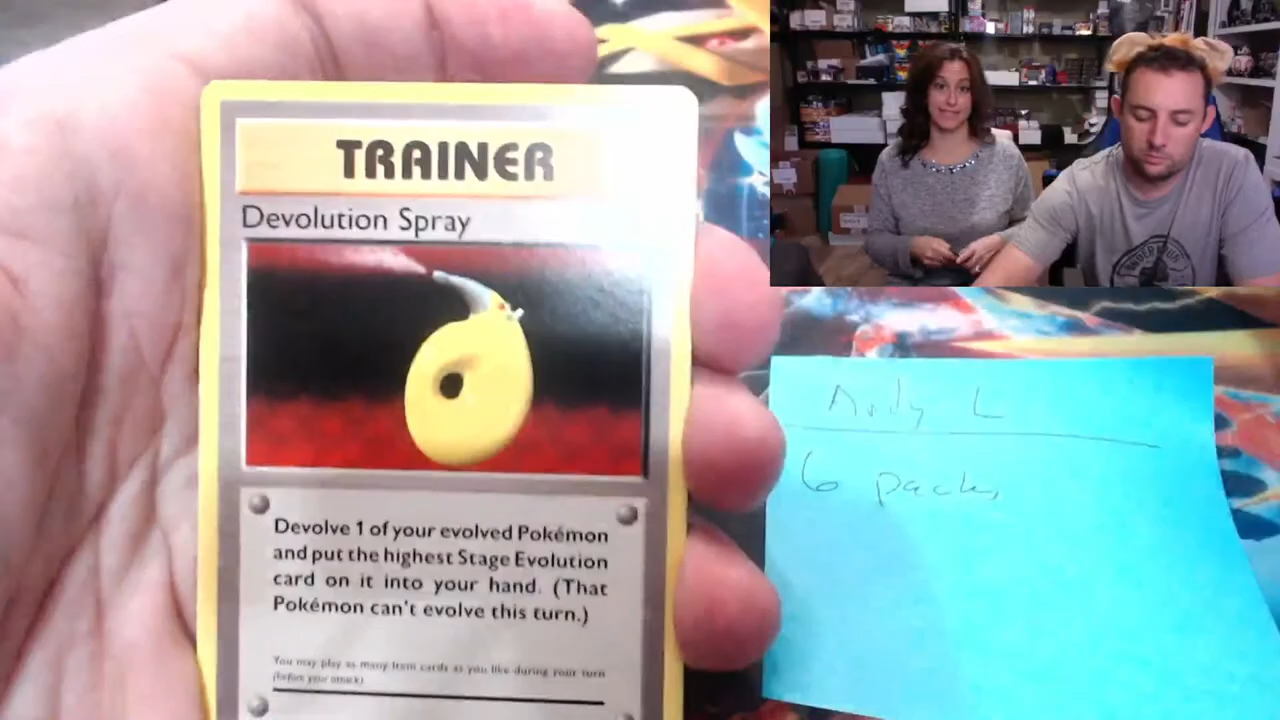 TRAINER
Devolution Spray
Devolve 1 of your evolved Pokémon
and put the highest Stage Evolution
card on it into your hand. (That
Pokémon can't evolve this turn.)
You may play as many Item cards as you like during your turn
(before your attack).
Andy L
6 packs